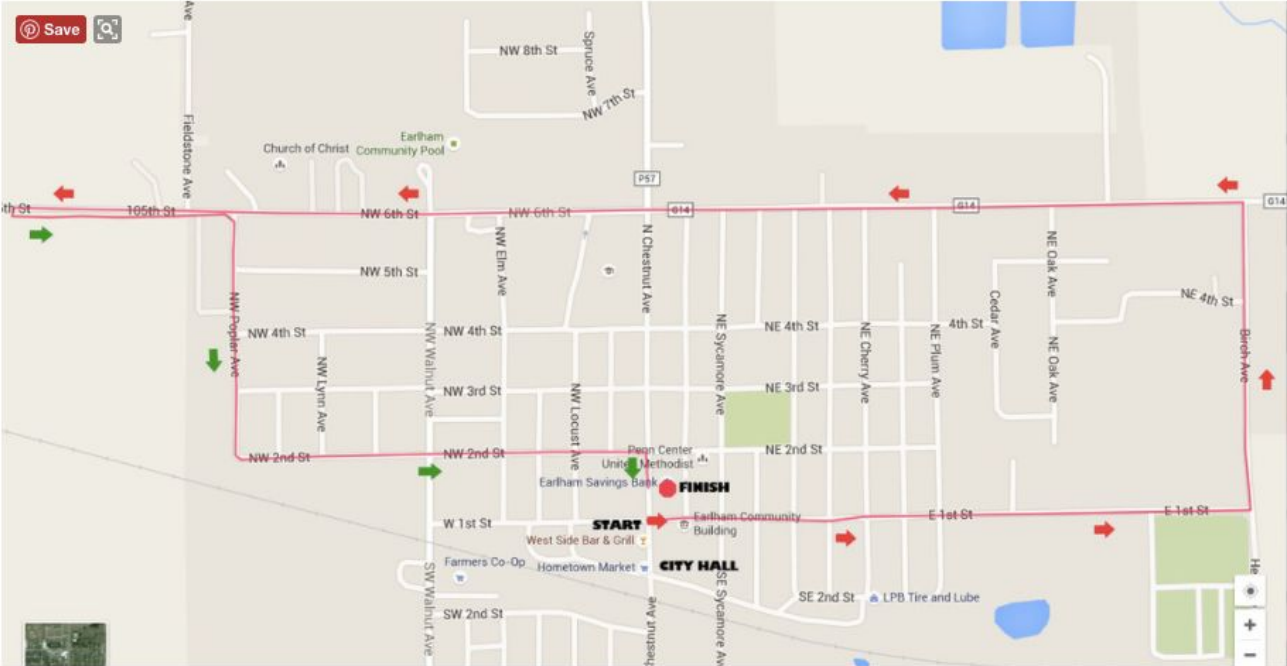 Save
Ave
NW 8th St
Spruce Ave
NW 7th St
Fieldstone Ave
Church of Christ
Earlham
Community Pool
P57
5th St
105th St
NW 6th St
NW 6th St
G14
G14
G14
NW Elm Ave
N Chestnut Ave
NE Oak Ave
NW 5th St
NW Poplar Ave
Cedar Ave
NE 4th St
NW 4th St
NW Walnut Ave
NW 4th St
NE Sycamore Ave
NE 4th St
NE Cherry Ave
NE Plum Ave
4th St
NE Oak Ave
Birch Ave
NW Lynn Ave
NW 3rd St
NW Locust Ave
NE 3rd St
NW 2nd St
NW 2nd St
Penn Center
United Methodist
NE 2nd St
Earlham Savings Bank
FINISH
W 1st St
START
Earlham Community
Building
E 1st St
E 1st St
West Side Bar & Grill
Farmers Co-Op
Hometown Market
CITY HALL
He
SW Walnut Ave
SE Sycamore Av
SE 2nd St
LPB Tire and Lube
SW 2nd St
hestnut Ave
+
−